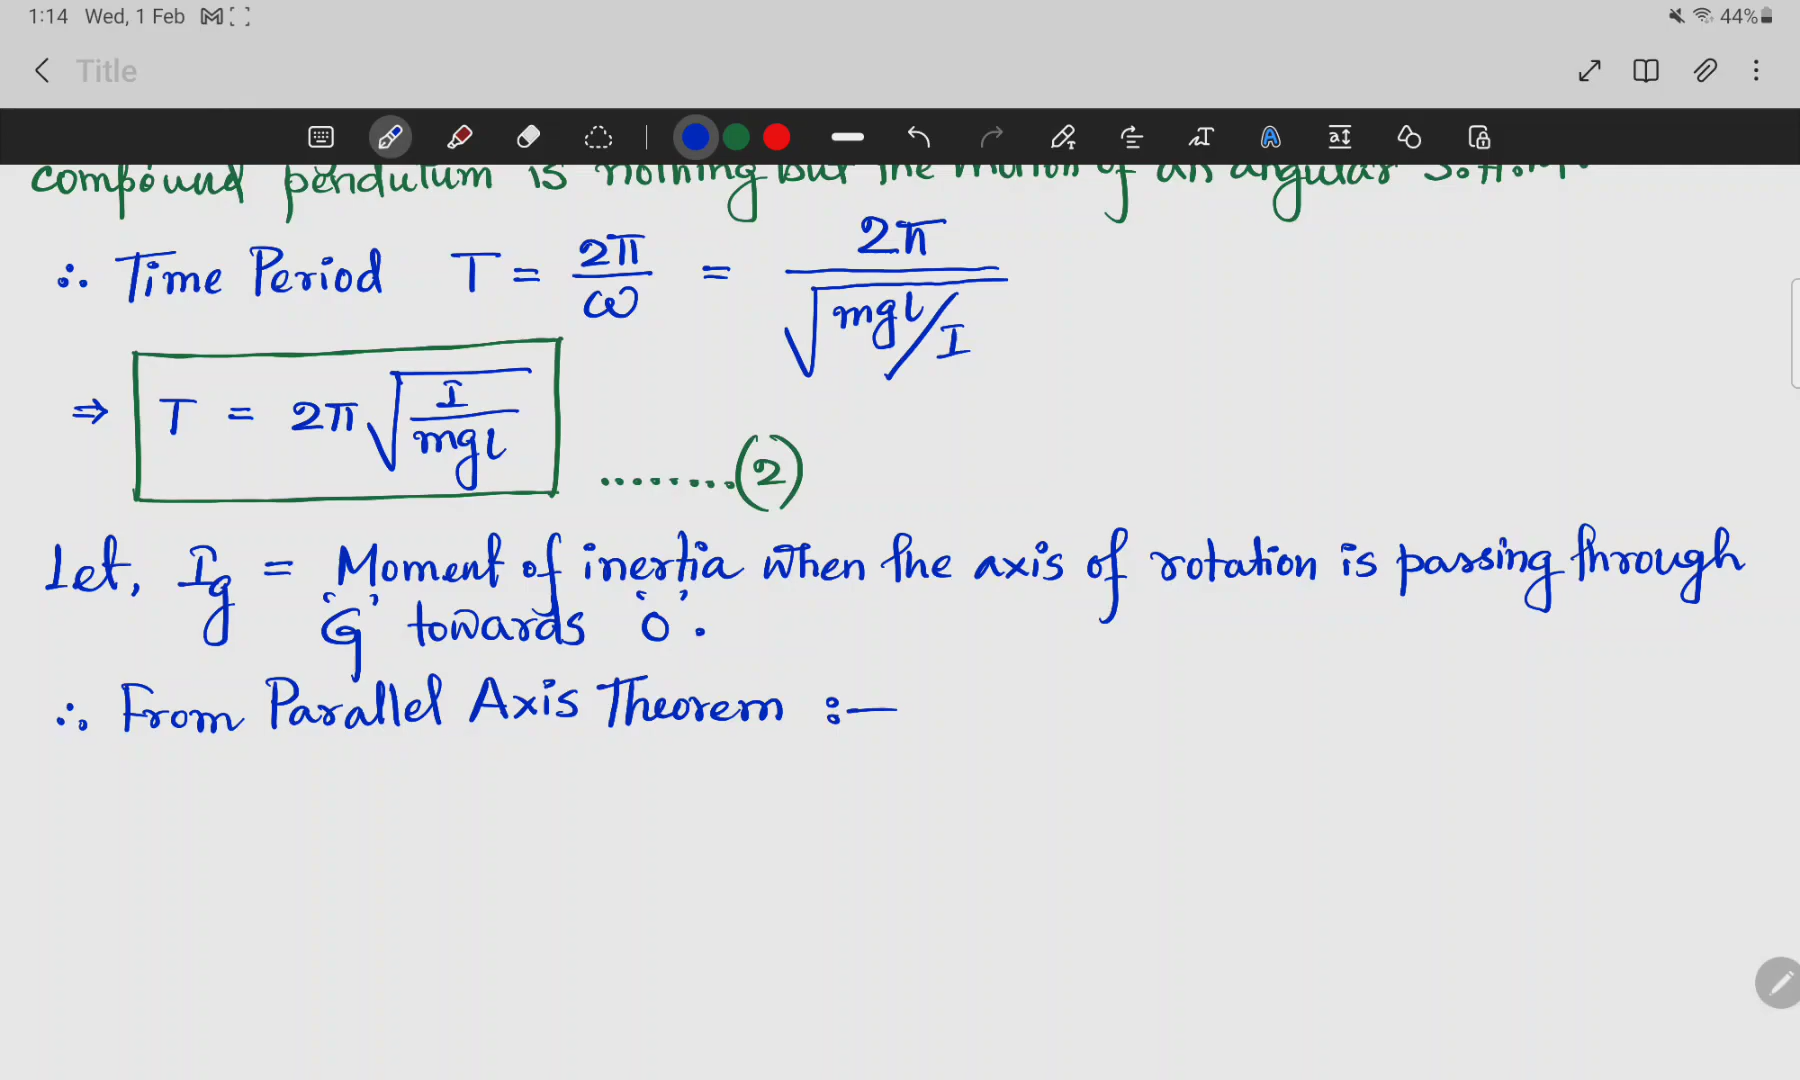 1:14 Wed, 1 Feb
44%
Title
compound pendulum is nothing but the motion of an angular S.H.M.
∴ Time Period T = 2π/ω = 2π/√(mgl/I)
⇒ T = 2π√(I/mgl) ........(2)
Let, Ig = Moment of inertia when the axis of rotation is passing through
'G' towards 'O'.
∴ From Parallel Axis Theorem :—